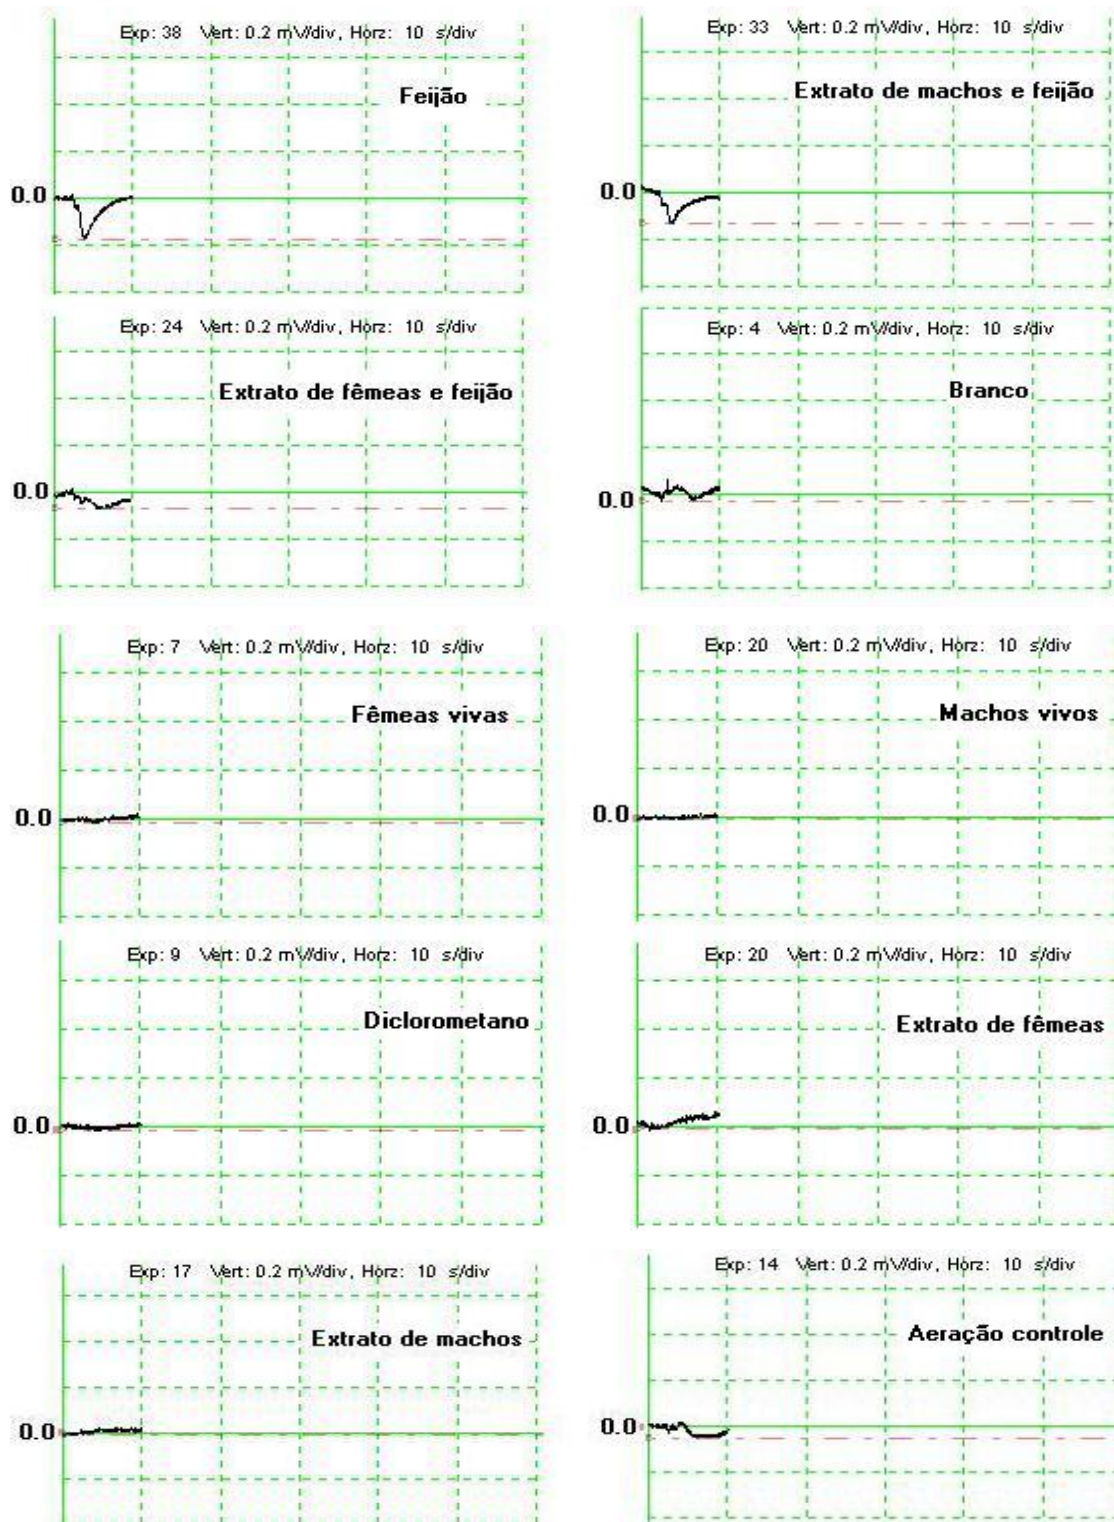 Exp: 38 Vert: 0.2 mV/div, Horz: 10 s/div
Feijão
0.0
Exp: 33 Vert: 0.2 mV/div, Horz: 10 s/div
Extrato de machos e feijão
0.0
Exp: 24 Vert: 0.2 mV/div, Horz: 10 s/div
Extrato de fêmeas e feijão
0.0
Exp: 4 Vert: 0.2 mV/div, Horz: 10 s/div
Branco
0.0
Exp: 7 Vert: 0.2 mV/div, Horz: 10 s/div
Fêmeas vivas
0.0
Exp: 20 Vert: 0.2 mV/div, Horz: 10 s/div
Machos vivos
0.0
Exp: 9 Vert: 0.2 mV/div, Horz: 10 s/div
Diclorometano
0.0
Exp: 20 Vert: 0.2 mV/div, Horz: 10 s/div
Extrato de fêmeas
0.0
Exp: 17 Vert: 0.2 mV/div, Horz: 10 s/div
Extrato de machos
0.0
Exp: 14 Vert: 0.2 mV/div, Horz: 10 s/div
Aeração controle
0.0